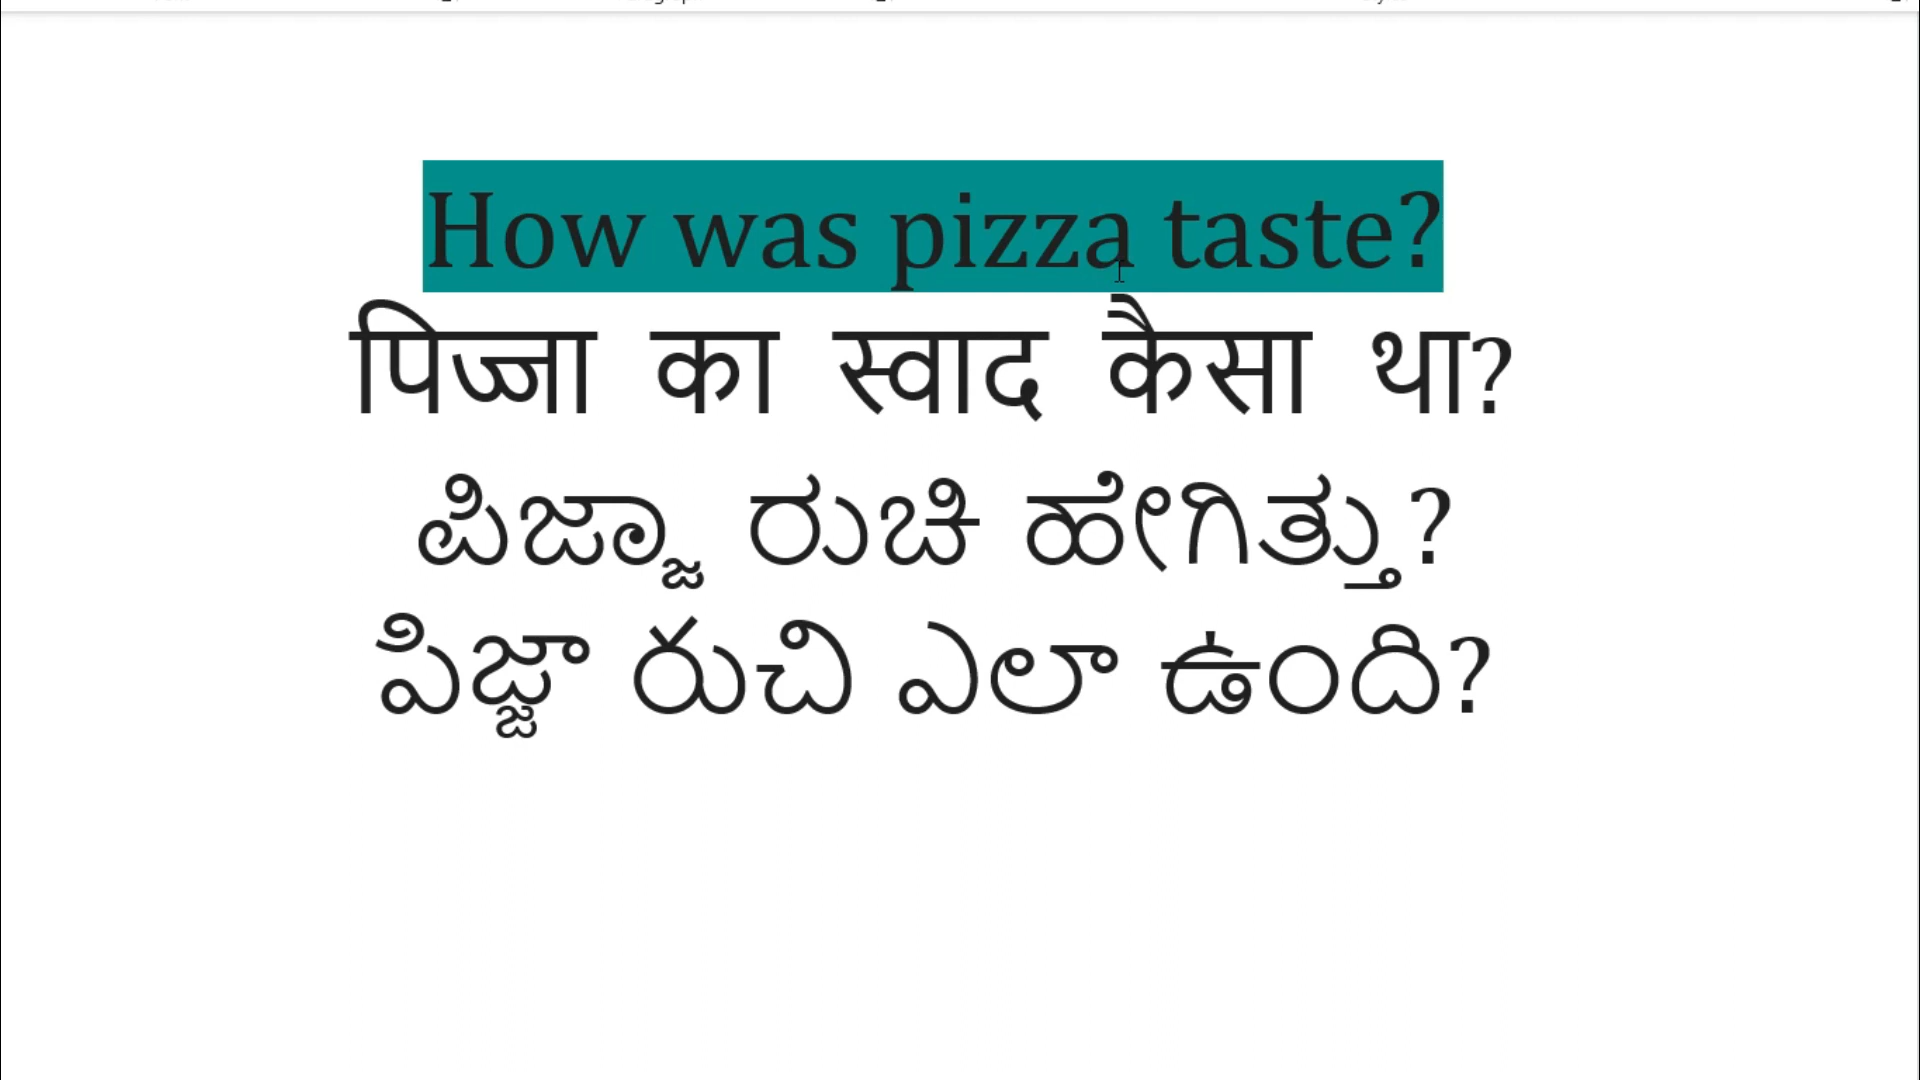 How was pizza taste?
पिज्जा का स्वाद कैसा था?
ಪಿಜ್ಜಾ ರುಚಿ ಹೇಗಿತ್ತು?
పిజ్జా రుచి ఎలా ఉంది?